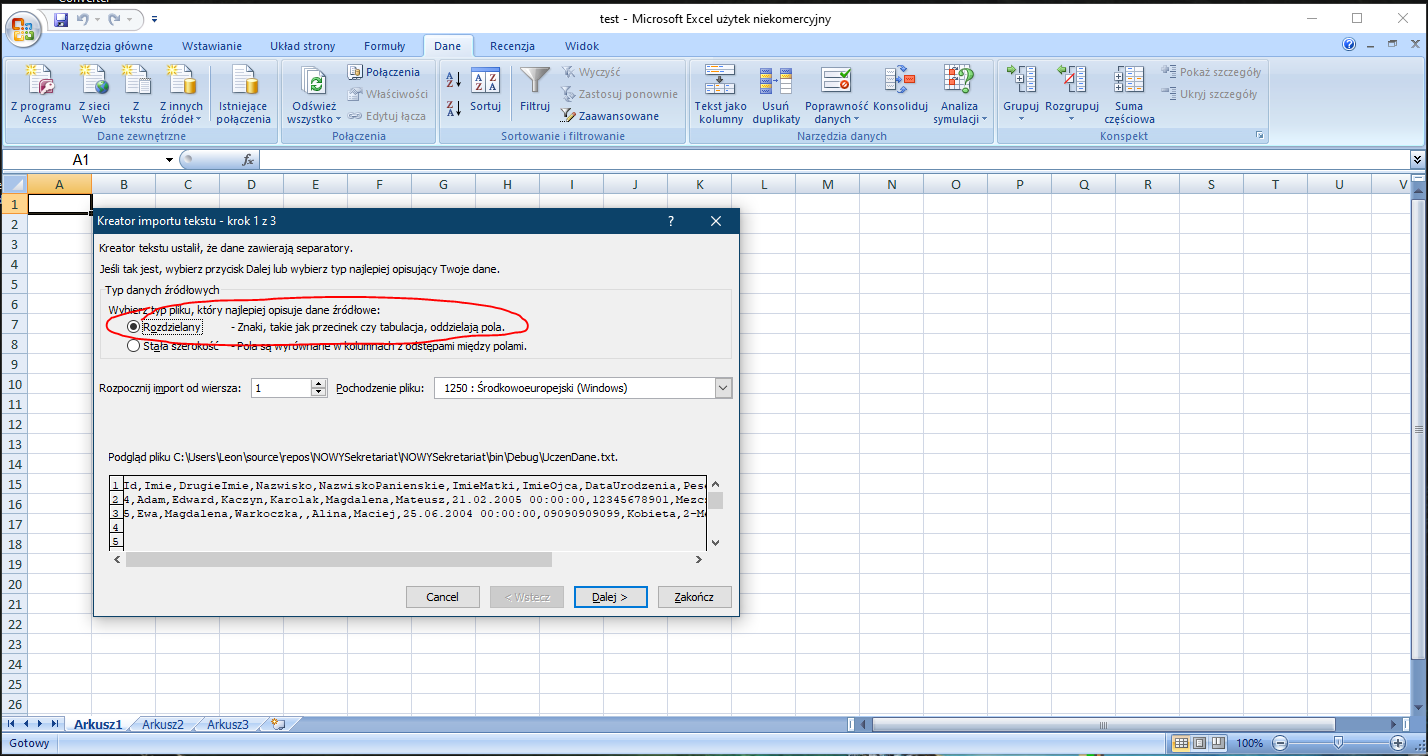 Converter
test - Microsoft Excel użytek niekomercyjny
Narzędzia główne Wstawianie Układ strony Formuły Dane Recenzja Widok
Z programu Access
Z sieci Web
Z tekstu
Z innych źródeł
Istniejące połączenia
Dane zewnętrzne
Odśwież wszystko
Połączenia
Właściwości
Edytuj łącza
Połączenia
Sortuj
Filtruj
Wyczyść
Zastosuj ponownie
Zaawansowane
Sortowanie i filtrowanie
Tekst jako kolumny
Usuń duplikaty
Poprawność danych
Konsoliduj
Analiza symulacji
Narzędzia danych
Grupuj
Rozgrupuj
Suma częściowa
Pokaż szczegóły
Ukryj szczegóły
Konspekt
A1 fx
A B C D E F G H I J K L M N O P Q R S T U V
1
2
3
4
5
6
7
8
9
10
11
12
13
14
15
16
17
18
19
20
21
22
23
24
25
26
Kreator importu tekstu - krok 1 z 3 ?
Kreator tekstu ustalił, że dane zawierają separatory.
Jeśli tak jest, wybierz przycisk Dalej lub wybierz typ najlepiej opisujący Twoje dane.
Typ danych źródłowych
Wybierz typ pliku, który najlepiej opisuje dane źródłowe:
Rozdzielany - Znaki, takie jak przecinek czy tabulacja, oddzielają pola.
Stała szerokość - Pola są wyrównane w kolumnach z odstępami między polami.
Rozpocznij import od wiersza: 1 Pochodzenie pliku: 1250 : Środkowoeuropejski (Windows)
Podgląd pliku C:\Users\Leon\source\repos\NOWYSekretariat\NOWYSekretariat\bin\Debug\UczenDane.txt.
1 Id,Imie,DrugieImie,Nazwisko,NazwiskoPanienskie,ImieMatki,ImieOjca,DataUrodzenia,Pese
2 4,Adam,Edward,Kaczyn,Karolak,Magdalena,Mateusz,21.02.2005 00:00:00,12345678901,Mezcz
3 5,Ewa,Magdalena,Warkoczka,,Alina,Maciej,25.06.2004 00:00:00,09090909099,Kobieta,2-Me
4
5
Cancel < Wstecz Dalej > Zakończ
Arkusz1 Arkusz2 Arkusz3
Gotowy 100%